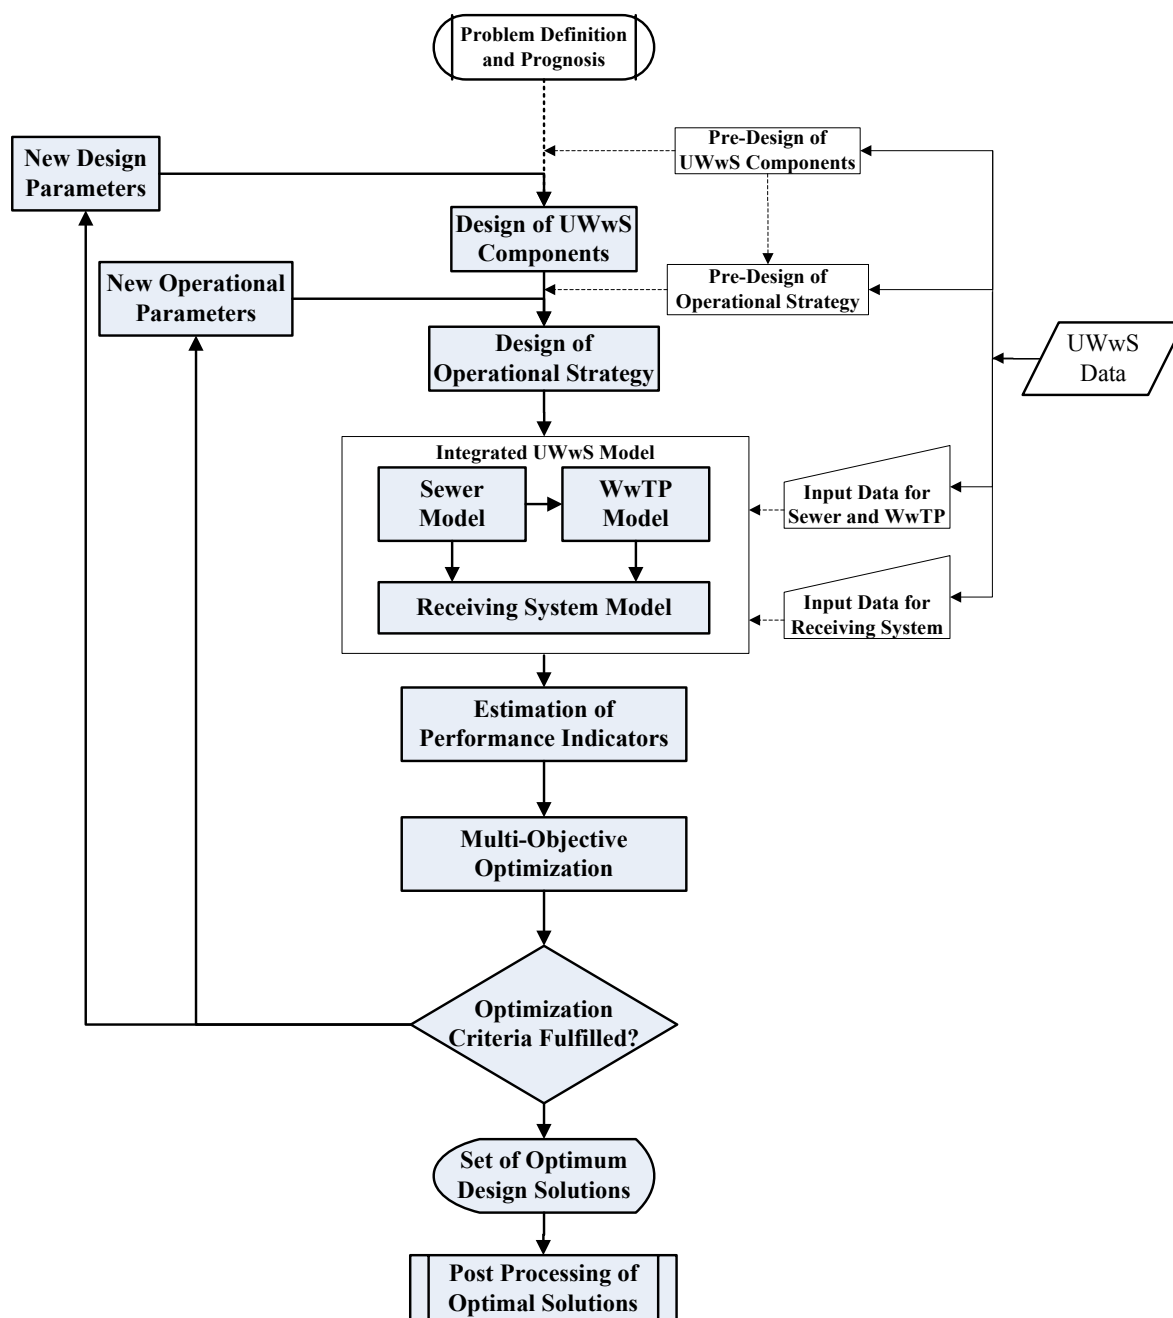 Problem Definition
and Prognosis
Pre-Design of
UWwS Components
New Design
Parameters
Design of UWwS
Components
New Operational
Parameters
Pre-Design of
Operational Strategy
Design of
Operational Strategy
UWwS
Data
Integrated UWwS Model
Sewer
Model
WwTP
Model
Input Data for
Sewer and WwTP
Receiving System Model
Input Data for
Receiving System
Estimation of
Performance Indicators
Multi-Objective
Optimization
Optimization
Criteria Fulfilled?
Set of Optimum
Design Solutions
Post Processing of
Optimal Solutions